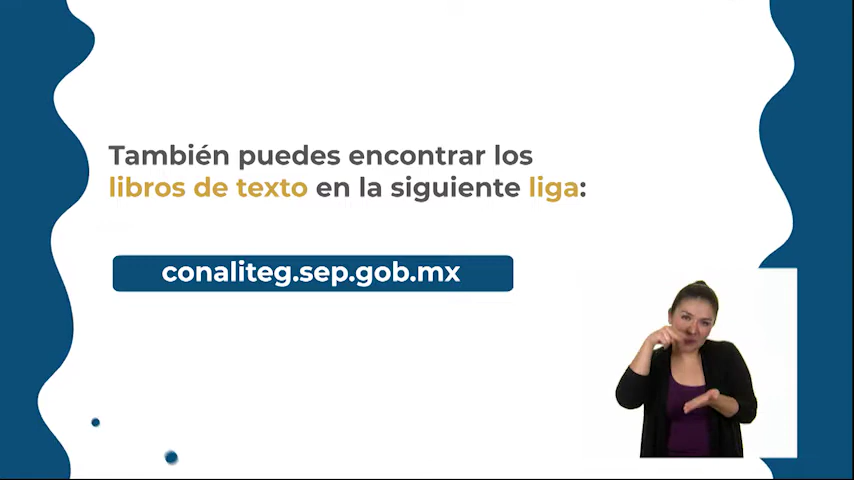 También puedes encontrar los
libros de texto en la siguiente liga:
conaliteg.sep.gob.mx